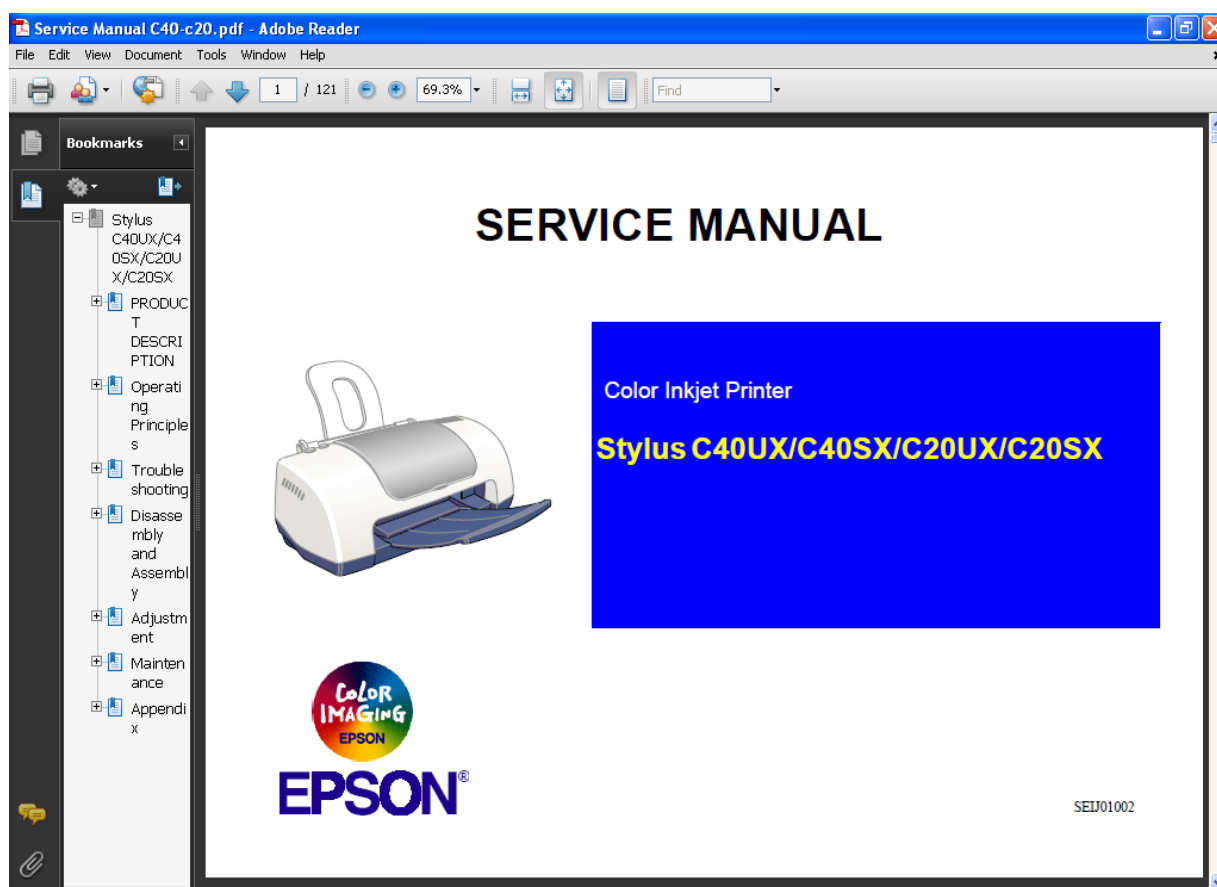 Service Manual C40-c20.pdf - Adobe Reader
File Edit View Document Tools Window Help
1 / 121 69.3% Find
Bookmarks
Stylus
C40UX/C4
0SX/C20U
X/C20SX
PRODUC
T
DESCRI
PTION
Operati
ng
Principle
s
Trouble
shooting
Disasse
mbly
and
Assembl
y
Adjustm
ent
Mainten
ance
Appendi
x
SERVICE MANUAL
Color Inkjet Printer
Stylus C40UX/C40SX/C20UX/C20SX
COLOR
IMAGING
EPSON
EPSON®
SEIJ01002